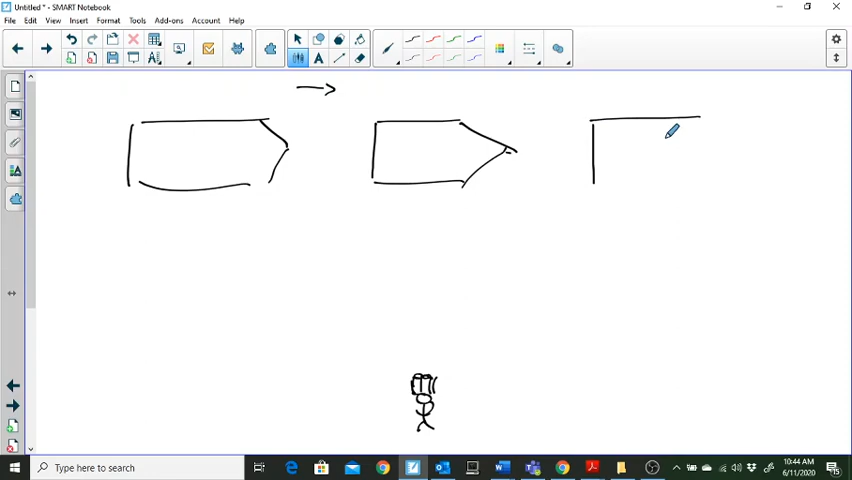 Untitled * - SMART Notebook
File Edit View Insert Format Tools Add-ons Account Help
A
Type here to search
10:44 AM
6/11/2020
15